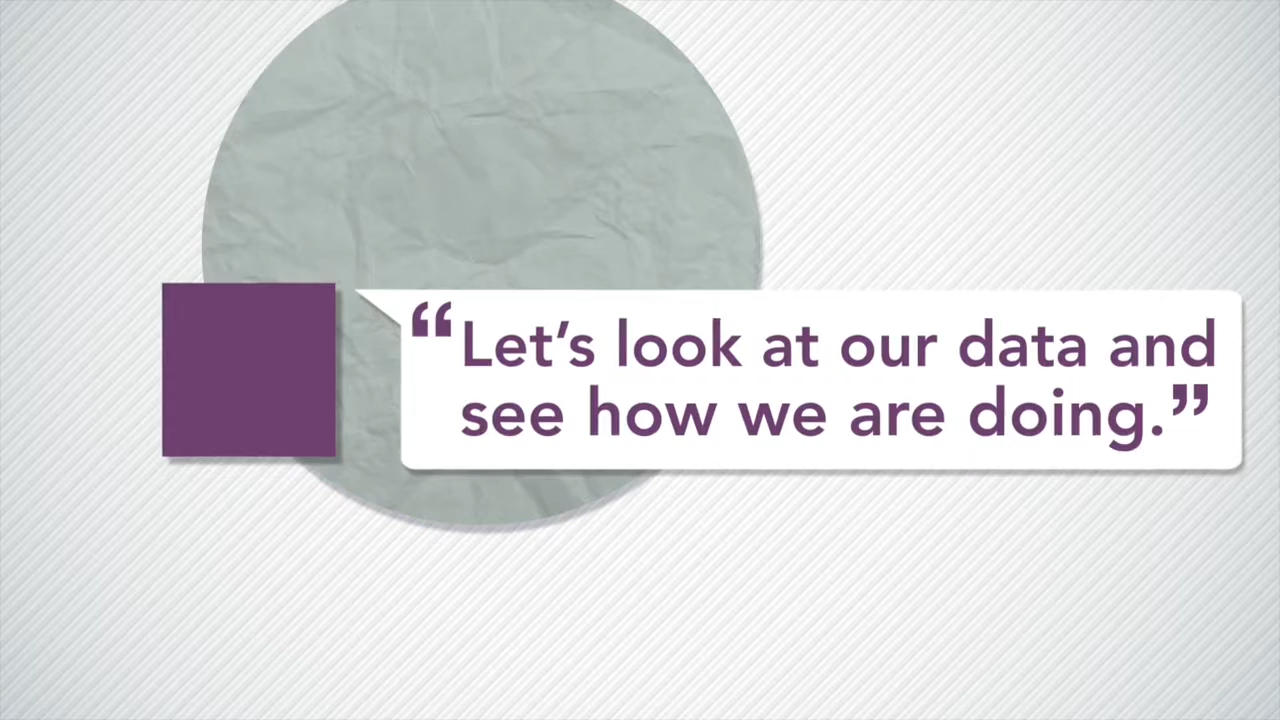 “Let’s look at our data and
see how we are doing.”